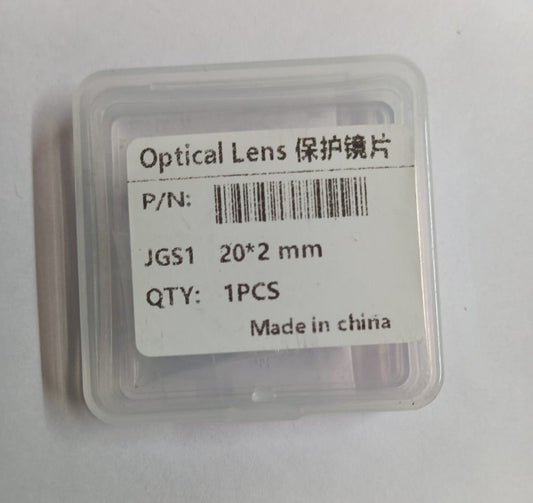 Optical Lens 保护镜片
P/N:
JGS1 20*2 mm
QTY: 1PCS
Made in china